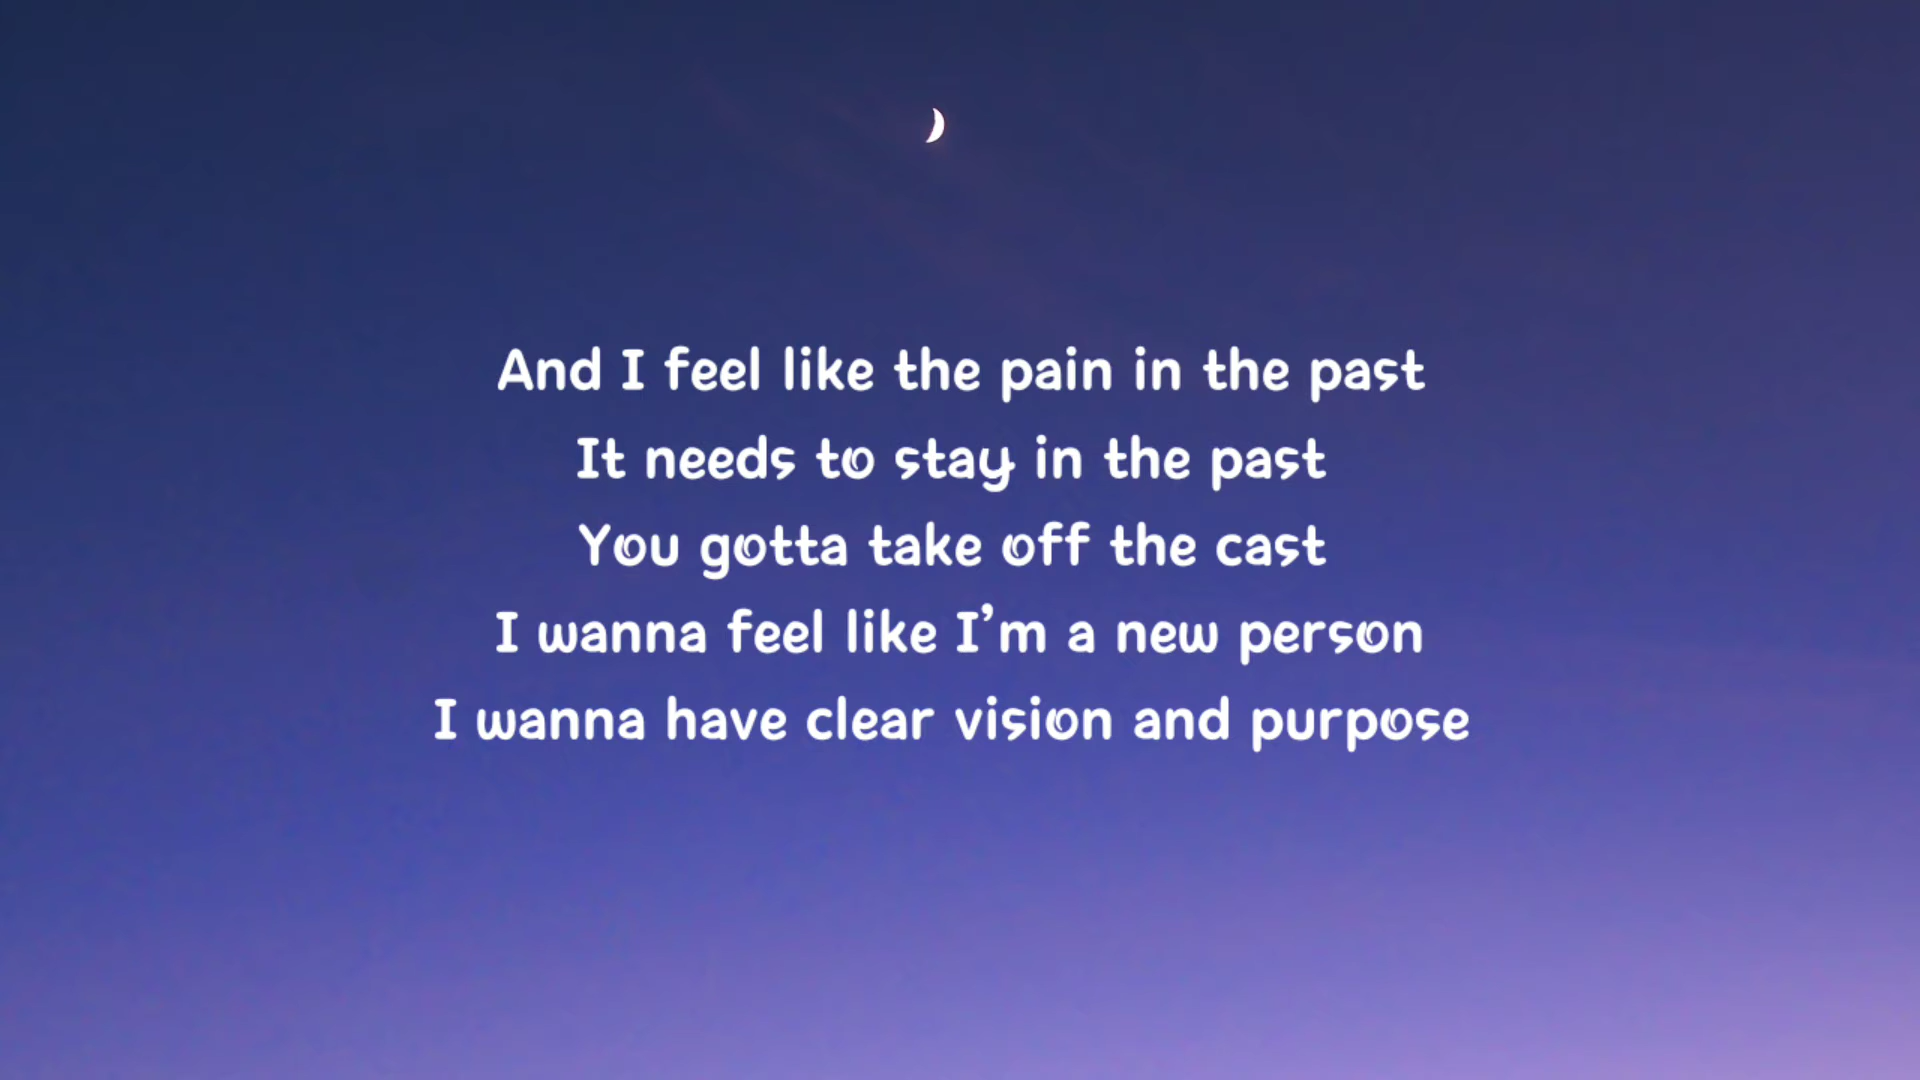 And I feel like the pain in the past
It needs to stay in the past
You gotta take off the cast
I wanna feel like I’m a new person
I wanna have clear vision and purpose